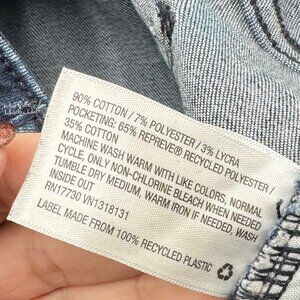 90% COTTON / 7% POLYESTER / 3% LYCRA
POCKETING: 65% REPREVE® RECYCLED POLYESTER /
35% COTTON
MACHINE WASH WARM WITH LIKE COLORS, NORMAL
CYCLE, ONLY NON-CHLORINE BLEACH WHEN NEEDED
TUMBLE DRY MEDIUM, WARM IRON IF NEEDED. WASH
INSIDE OUT
RN17730 VN1318131
LABEL MADE FROM 100% RECYCLED PLASTIC